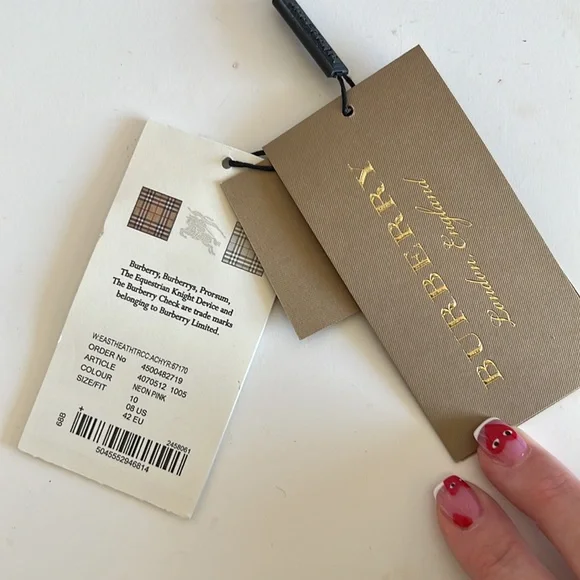 Burberry, Burberrys, Prorsum,
The Equestrian Knight Device and
The Burberry Check are trade marks
belonging to Burberry Limited.
W:EASTHEATHTRCCACHYR:67170
ORDER No 4500482719
ARTICLE 4070512 1005
COLOUR NEON PINK
SIZE/FIT 10
08 US
42 EU
68B
2458061
5045552946814
BURBERRY
London, England